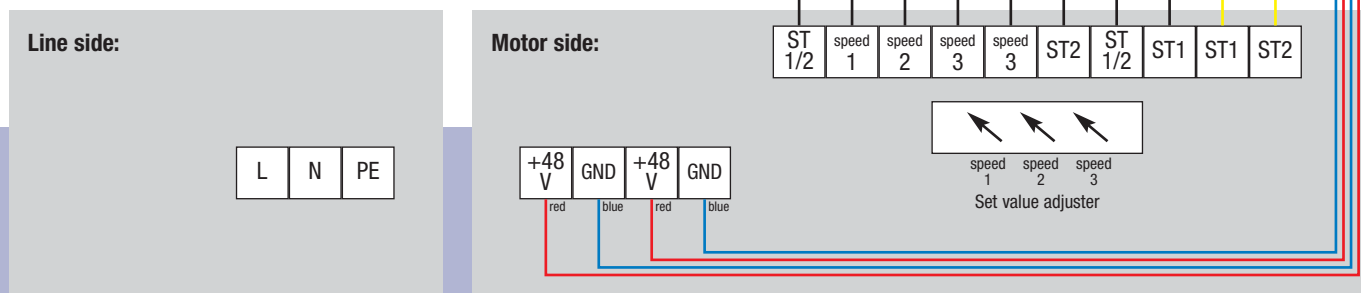 Line side:
L N PE
Motor side:
ST 1/2 speed 1 speed 2 speed 3 speed 3 ST2 ST 1/2 ST1 ST1 ST2
speed 1 speed 2 speed 3
Set value adjuster
+48 V GND +48 V GND
red blue red blue